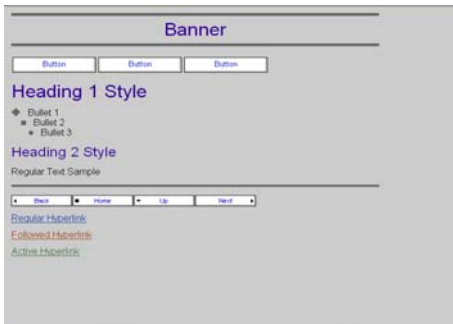 Banner
Button Button Button
Heading 1 Style
Bullet 1
Bullet 2
Bullet 3
Heading 2 Style
Regular Text Sample
Back Home Up Next
Regular Hyperlink
Followed Hyperlink
Active Hyperlink